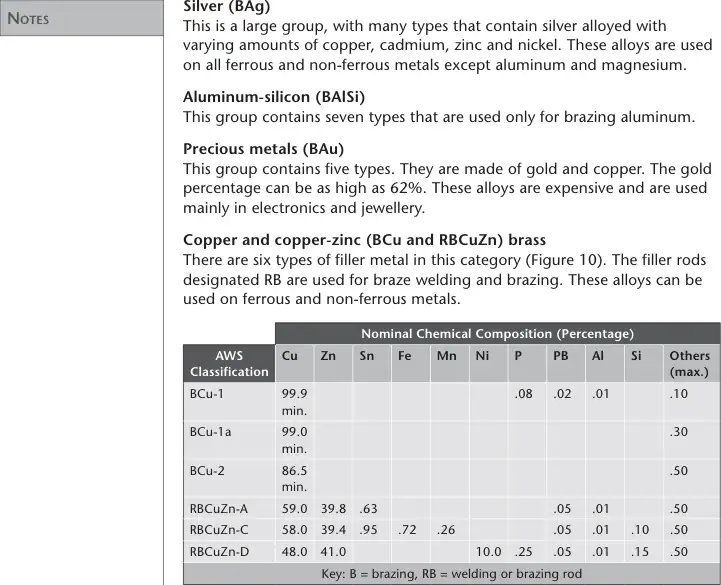 NOTES
Silver (BAg)
This is a large group, with many types that contain silver alloyed with
varying amounts of copper, cadmium, zinc and nickel. These alloys are used
on all ferrous and non-ferrous metals except aluminum and magnesium.
Aluminum-silicon (BAlSi)
This group contains seven types that are used only for brazing aluminum.
Precious metals (BAu)
This group contains five types. They are made of gold and copper. The gold
percentage can be as high as 62%. These alloys are expensive and are used
mainly in electronics and jewellery.
Copper and copper-zinc (BCu and RBCuZn) brass
There are six types of filler metal in this category (Figure 10). The filler rods
designated RB are used for braze welding and brazing. These alloys can be
used on ferrous and non-ferrous metals.
Nominal Chemical Composition (Percentage)
AWS Classification Cu Zn Sn Fe Mn Ni P PB Al Si Others (max.)
BCu-1 99.9 min. .08 .02 .01 .10
BCu-1a 99.0 min. .30
BCu-2 86.5 min. .50
RBCuZn-A 59.0 39.8 .63 .05 .01 .50
RBCuZn-C 58.0 39.4 .95 .72 .26 .05 .01 .10 .50
RBCuZn-D 48.0 41.0 10.0 .25 .05 .01 .15 .50
Key: B = brazing, RB = welding or brazing rod